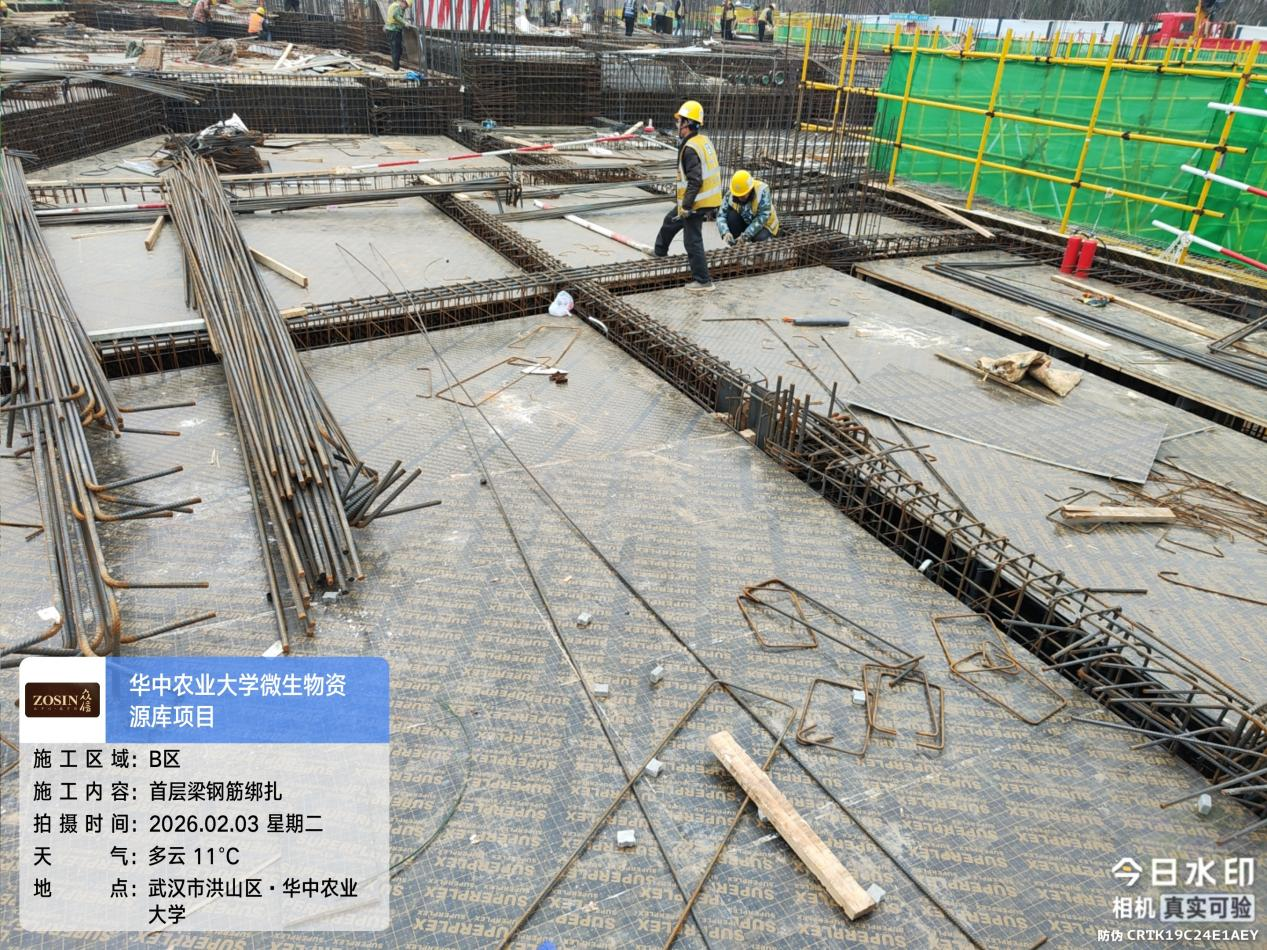 ZOSIN 众信
华中农业大学微生物资
源库项目
施工区域：B区
施工内容：首层梁钢筋绑扎
拍摄时间：2026.02.03 星期二
天气：多云 11°C
地点：武汉市洪山区·华中农业
大学
SUPERPLEX
今日水印
相机 真实可验
防伪 CRTK19C24E1AEY